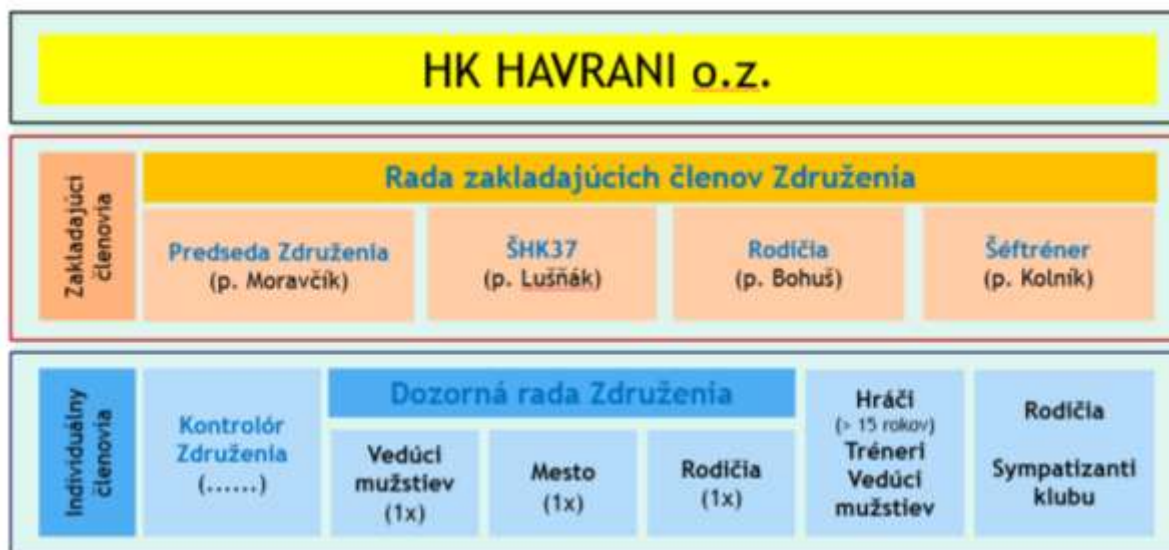 HK HAVRANI o.z.
Zakladajúci
členovia
Rada zakladajúcich členov Združenia
Predseda Združenia
(p. Moravčík)
ŠHK37
(p. Lušňák)
Rodičia
(p. Bohuš)
Šéftréner
(p. Kolník)
Individuálny
členovia
Kontrolór
Združenia
(......)
Dozorná rada Združenia
Vedúci
mužstiev
(1x)
Mesto
(1x)
Rodičia
(1x)
Hráči
(> 15 rokov)
Tréneri
Vedúci
mužstiev
Rodičia
Sympatizanti
klubu